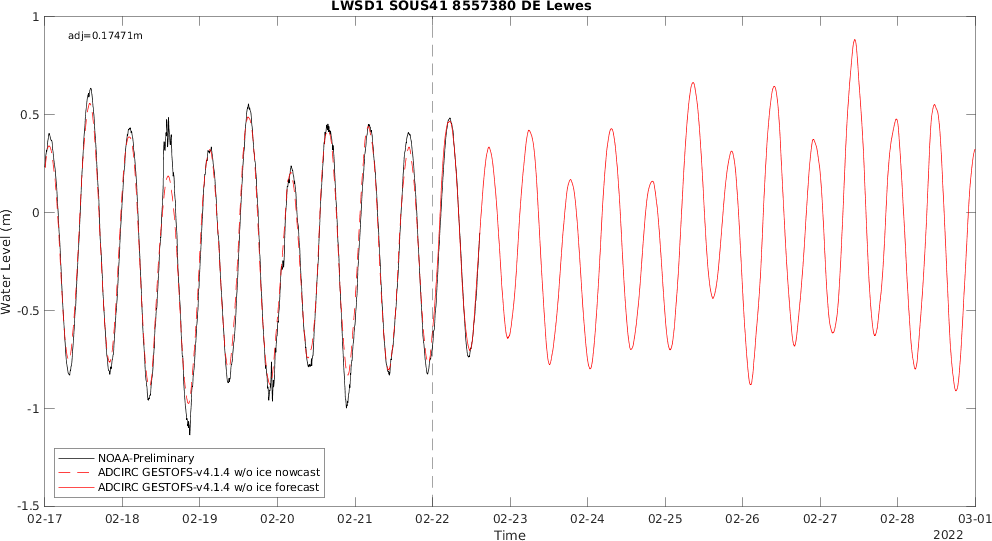 LWSD1 SOUS41 8557380 DE Lewes
adj=0.17471m
1
0.5
0
-0.5
-1
-1.5
Water Level (m)
NOAA-Preliminary
ADCIRC GESTOFS-v4.1.4 w/o ice nowcast
ADCIRC GESTOFS-v4.1.4 w/o ice forecast
02-17 02-18 02-19 02-20 02-21 02-22 02-23 02-24 02-25 02-26 02-27 02-28 03-01
Time
2022